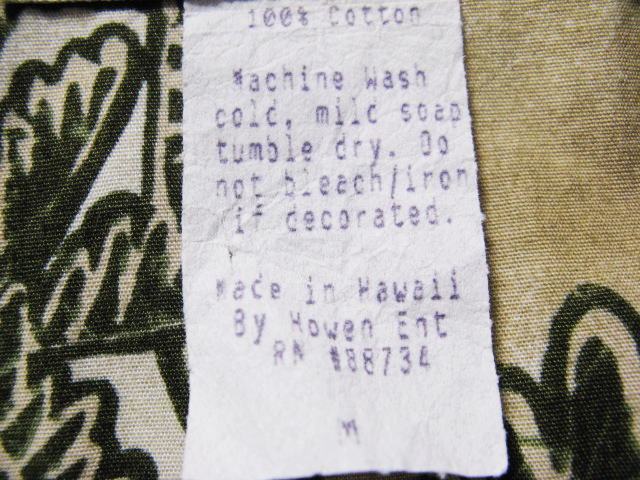 100% Cotton
Machine Wash
cold, mild soap
tumble dry. Do
not bleach/iron
if decorated.
Made in Hawaii
By Howen Ent
RN #88734
M